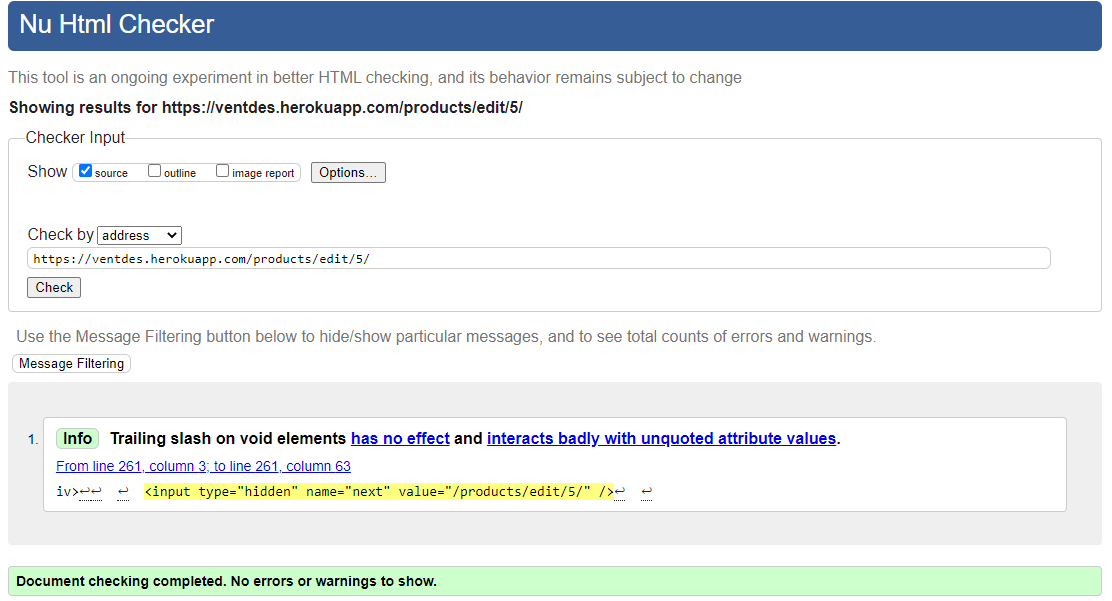 Nu Html Checker
This tool is an ongoing experiment in better HTML checking, and its behavior remains subject to change
Showing results for https://ventdes.herokuapp.com/products/edit/5/
Checker Input
Show source outline image report Options...
Check by address
https://ventdes.herokuapp.com/products/edit/5/
Check
Use the Message Filtering button below to hide/show particular messages, and to see total counts of errors and warnings.
Message Filtering
1. Info Trailing slash on void elements has no effect and interacts badly with unquoted attribute values.
From line 261, column 3; to line 261, column 63
iv>↩↩ ↩ <input type="hidden" name="next" value="/products/edit/5/" />↩ ↩
Document checking completed. No errors or warnings to show.